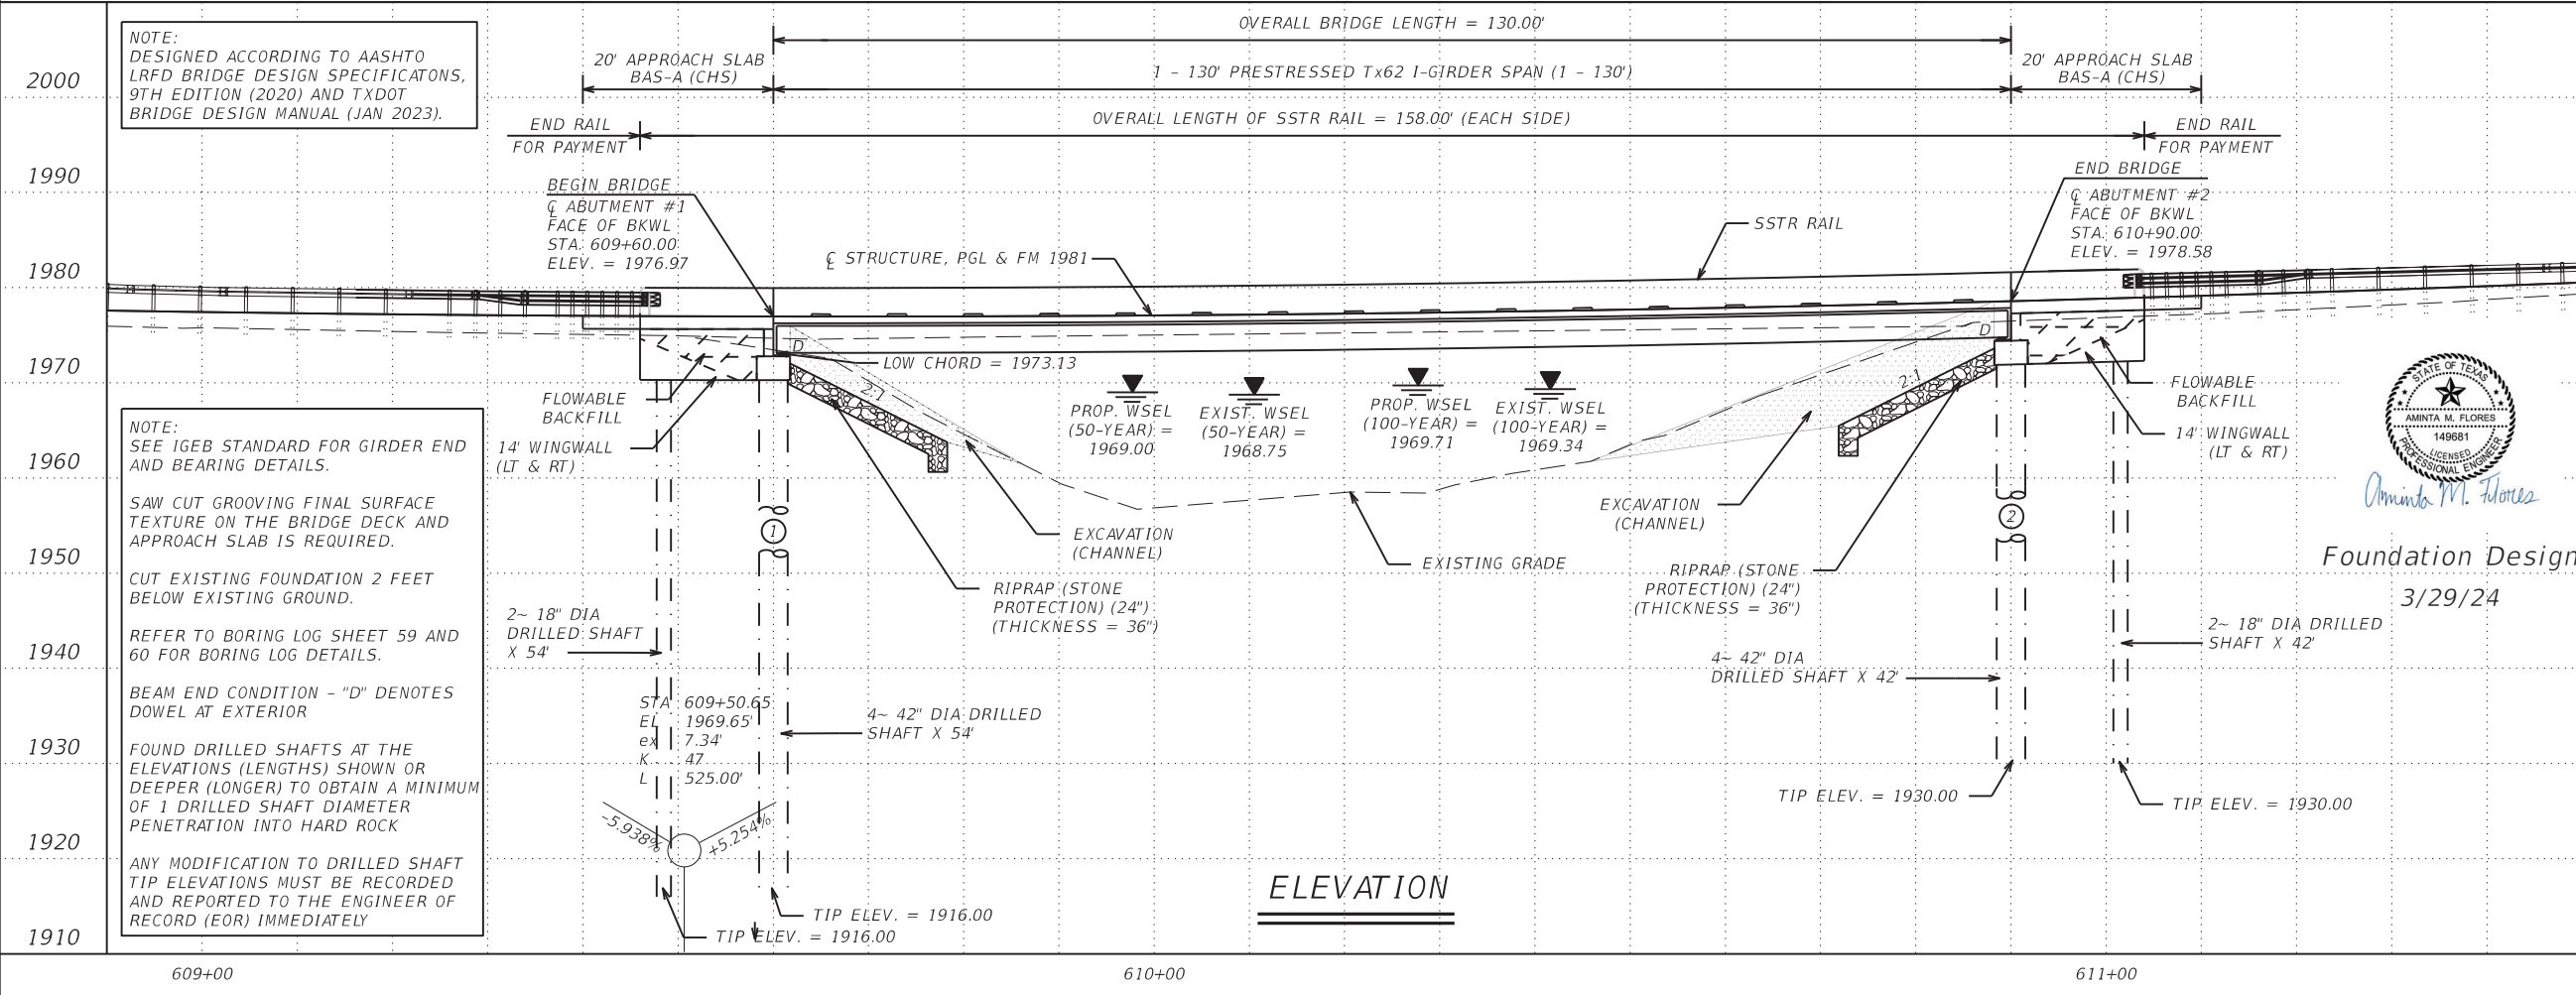 NOTE:
DESIGNED ACCORDING TO AASHTO
LRFD BRIDGE DESIGN SPECIFICATONS,
9TH EDITION (2020) AND TXDOT
BRIDGE DESIGN MANUAL (JAN 2023).
OVERALL BRIDGE LENGTH = 130.00'
20' APPROACH SLAB
BAS-A (CHS)
1 - 130' PRESTRESSED Tx62 I-GIRDER SPAN (1 - 130')
20' APPROACH SLAB
BAS-A (CHS)
OVERALL LENGTH OF SSTR RAIL = 158.00' (EACH SIDE)
END RAIL
FOR PAYMENT
END RAIL
FOR PAYMENT
2000
1990
1980
1970
1960
1950
1940
1930
1920
1910
BEGIN BRIDGE
℄ ABUTMENT #1
FACE OF BKWL
STA. 609+60.00
ELEV. = 1976.97
℄ STRUCTURE, PGL & FM 1981
SSTR RAIL
END BRIDGE
℄ ABUTMENT #2
FACE OF BKWL
STA. 610+90.00
ELEV. = 1978.58
D
LOW CHORD = 1973.13
D
2:1
2:1
FLOWABLE
BACKFILL
14' WINGWALL
(LT & RT)
PROP. WSEL
(50-YEAR) =
1969.00
EXIST. WSEL
(50-YEAR) =
1968.75
PROP. WSEL
(100-YEAR) =
1969.71
EXIST. WSEL
(100-YEAR) =
1969.34
FLOWABLE
BACKFILL
14' WINGWALL
(LT & RT)
STATE OF TEXAS
AMINTA M. FLORES
149681
LICENSED
PROFESSIONAL ENGINEER
Aminta M. Flores
Foundation Design
3/29/24
NOTE:
SEE IGEB STANDARD FOR GIRDER END
AND BEARING DETAILS.
SAW CUT GROOVING FINAL SURFACE
TEXTURE ON THE BRIDGE DECK AND
APPROACH SLAB IS REQUIRED.
CUT EXISTING FOUNDATION 2 FEET
BELOW EXISTING GROUND.
REFER TO BORING LOG SHEET 59 AND
60 FOR BORING LOG DETAILS.
BEAM END CONDITION - "D" DENOTES
DOWEL AT EXTERIOR
FOUND DRILLED SHAFTS AT THE
ELEVATIONS (LENGTHS) SHOWN OR
DEEPER (LONGER) TO OBTAIN A MINIMUM
OF 1 DRILLED SHAFT DIAMETER
PENETRATION INTO HARD ROCK
ANY MODIFICATION TO DRILLED SHAFT
TIP ELEVATIONS MUST BE RECORDED
AND REPORTED TO THE ENGINEER OF
RECORD (EOR) IMMEDIATELY
1
2
EXCAVATION
(CHANNEL)
RIPRAP (STONE
PROTECTION) (24")
(THICKNESS = 36")
EXISTING GRADE
EXCAVATION
(CHANNEL)
RIPRAP (STONE
PROTECTION) (24")
(THICKNESS = 36")
2~ 18" DIA
DRILLED SHAFT
X 54'
STA 609+50.65
EL 1969.65'
ex 7.34'
K 47
L 525.00'
4~ 42" DIA DRILLED
SHAFT X 54'
4~ 42" DIA
DRILLED SHAFT X 42'
2~ 18" DIA DRILLED
SHAFT X 42'
-5.938%
+5.254%
TIP ELEV. = 1930.00
TIP ELEV. = 1930.00
TIP ELEV. = 1916.00
TIP ELEV. = 1916.00
ELEVATION
609+00
610+00
611+00